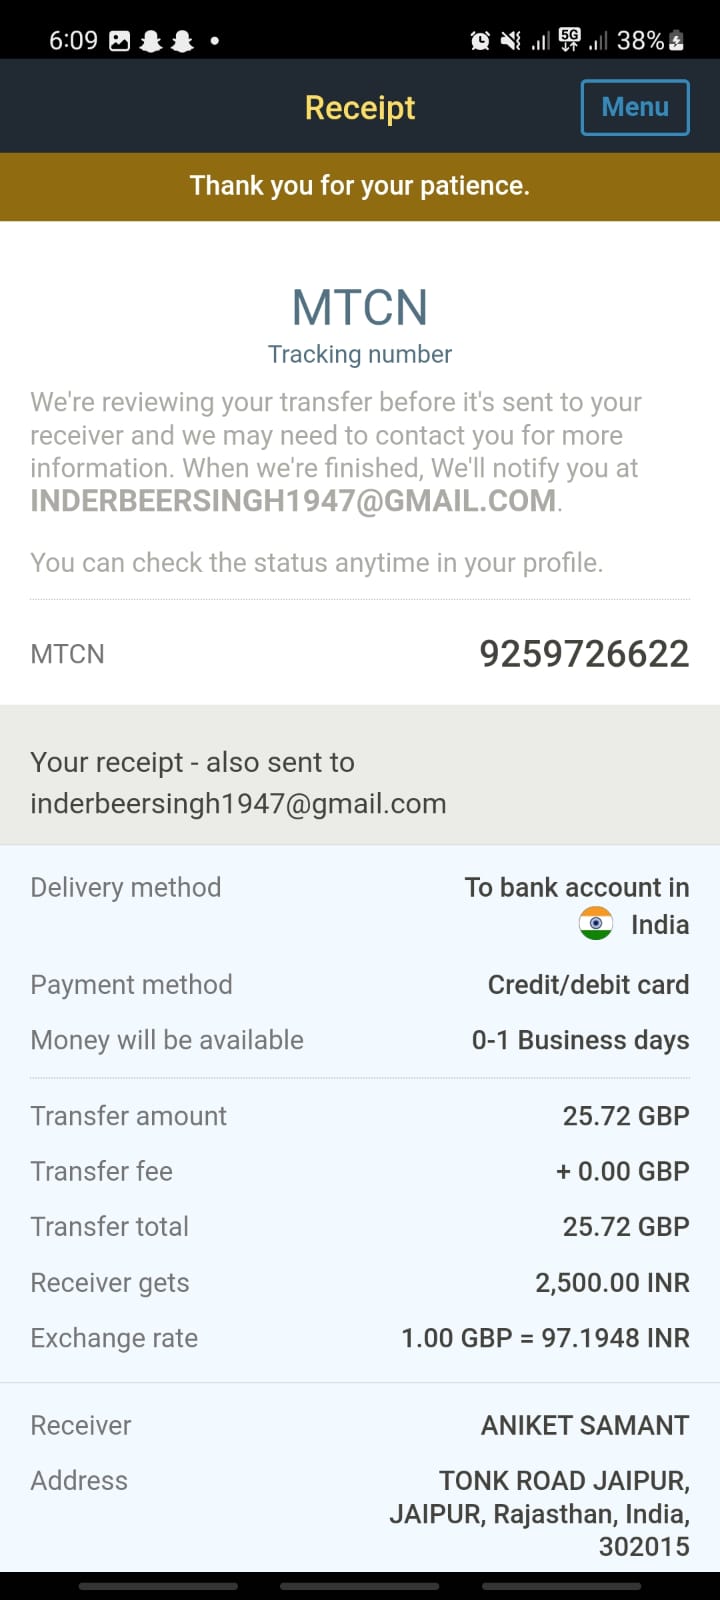 6:09 38%
5G
Receipt Menu
Thank you for your patience.
MTCN
Tracking number
We're reviewing your transfer before it's sent to your
receiver and we may need to contact you for more
information. When we're finished, We'll notify you at
INDERBEERSINGH1947@GMAIL.COM.
You can check the status anytime in your profile.
MTCN 9259726622
Your receipt - also sent to
inderbeersingh1947@gmail.com
Delivery method To bank account in
India
Payment method Credit/debit card
Money will be available 0-1 Business days
Transfer amount 25.72 GBP
Transfer fee + 0.00 GBP
Transfer total 25.72 GBP
Receiver gets 2,500.00 INR
Exchange rate 1.00 GBP = 97.1948 INR
Receiver ANIKET SAMANT
Address TONK ROAD JAIPUR,
JAIPUR, Rajasthan, India,
302015